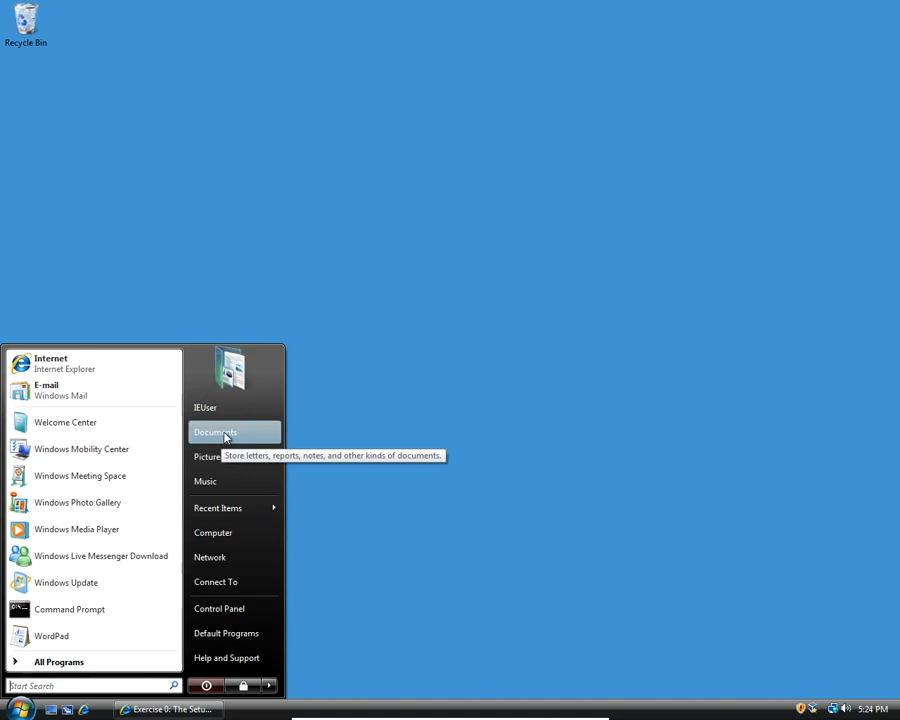 Recycle Bin
Internet
Internet Explorer
E-mail
Windows Mail
Welcome Center
Windows Mobility Center
Windows Meeting Space
Windows Photo Gallery
Windows Media Player
Windows Live Messenger Download
Windows Update
Command Prompt
WordPad
All Programs
Start Search
IEUser
Documents
Store letters, reports, notes, and other kinds of documents.
Picture
Music
Recent Items
Computer
Network
Connect To
Control Panel
Default Programs
Help and Support
Exercise 0: The Setu...
5:24 PM